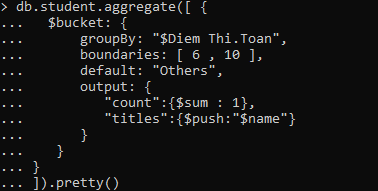 > db.student.aggregate([ {
...     $bucket: {
...         groupBy: "$Diem Thi.Toan",
...         boundaries: [ 6 , 10 ],
...         default: "Others",
...         output: {
...            "count":{$sum : 1},
...            "titles":{$push:"$name"}
...         }
...      }
...   }
... ]).pretty()